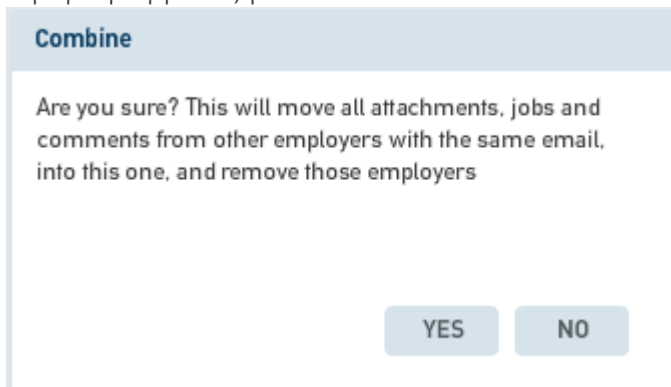 Combine
Are you sure? This will move all attachments, jobs and
comments from other employers with the same email,
into this one, and remove those employers
YES NO